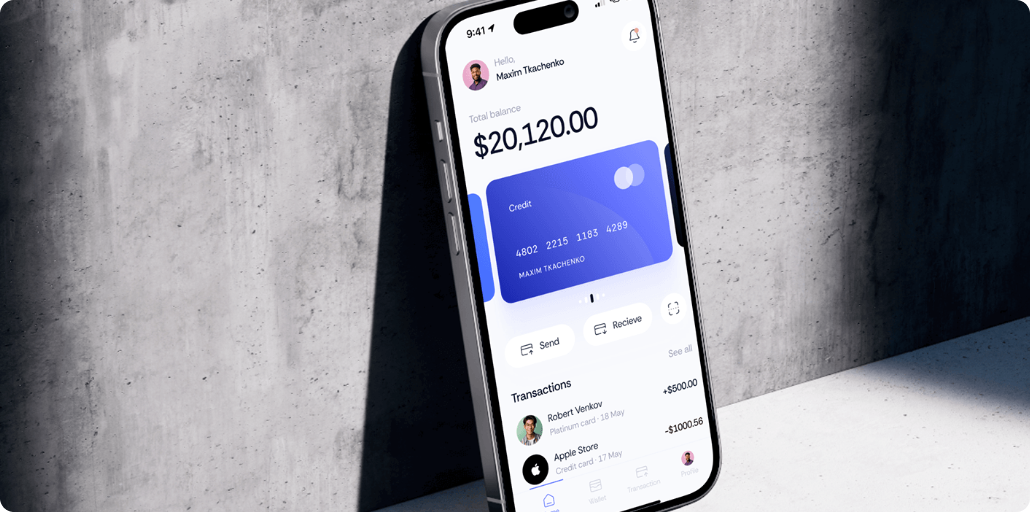 9:41
Hello,
Maxim Tkachenko
Total balance
$20,120.00
Credit
4802 2215 1183 4289
MAXIM TKACHENKO
Send
Recieve
Transactions
See all
Robert Venkov
+$500.00
Platinum card · 18 May
Apple Store
-$1000.56
Credit card · 17 May
Wallet
Transaction
Profile